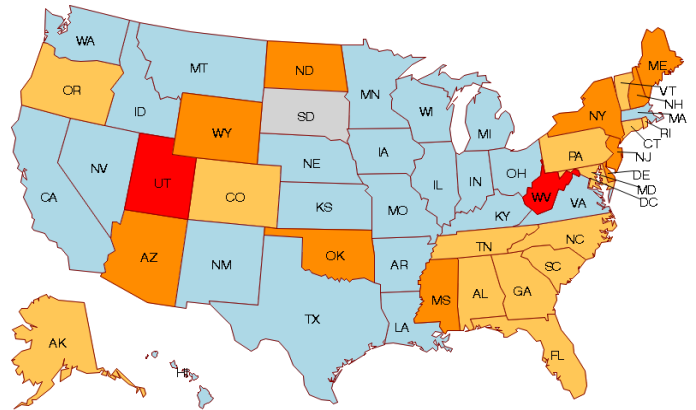 WA
MT
ND
MN
ME
VT
NH
MA
RI
CT
OR
ID
WY
SD
WI
MI
NY
NJ
PA
DE
MD
DC
NV
UT
CO
NE
IA
IL
IN
OH
WV
VA
CA
KS
MO
KY
AZ
NM
OK
AR
TN
NC
SC
MS
AL
GA
TX
LA
FL
AK
HI